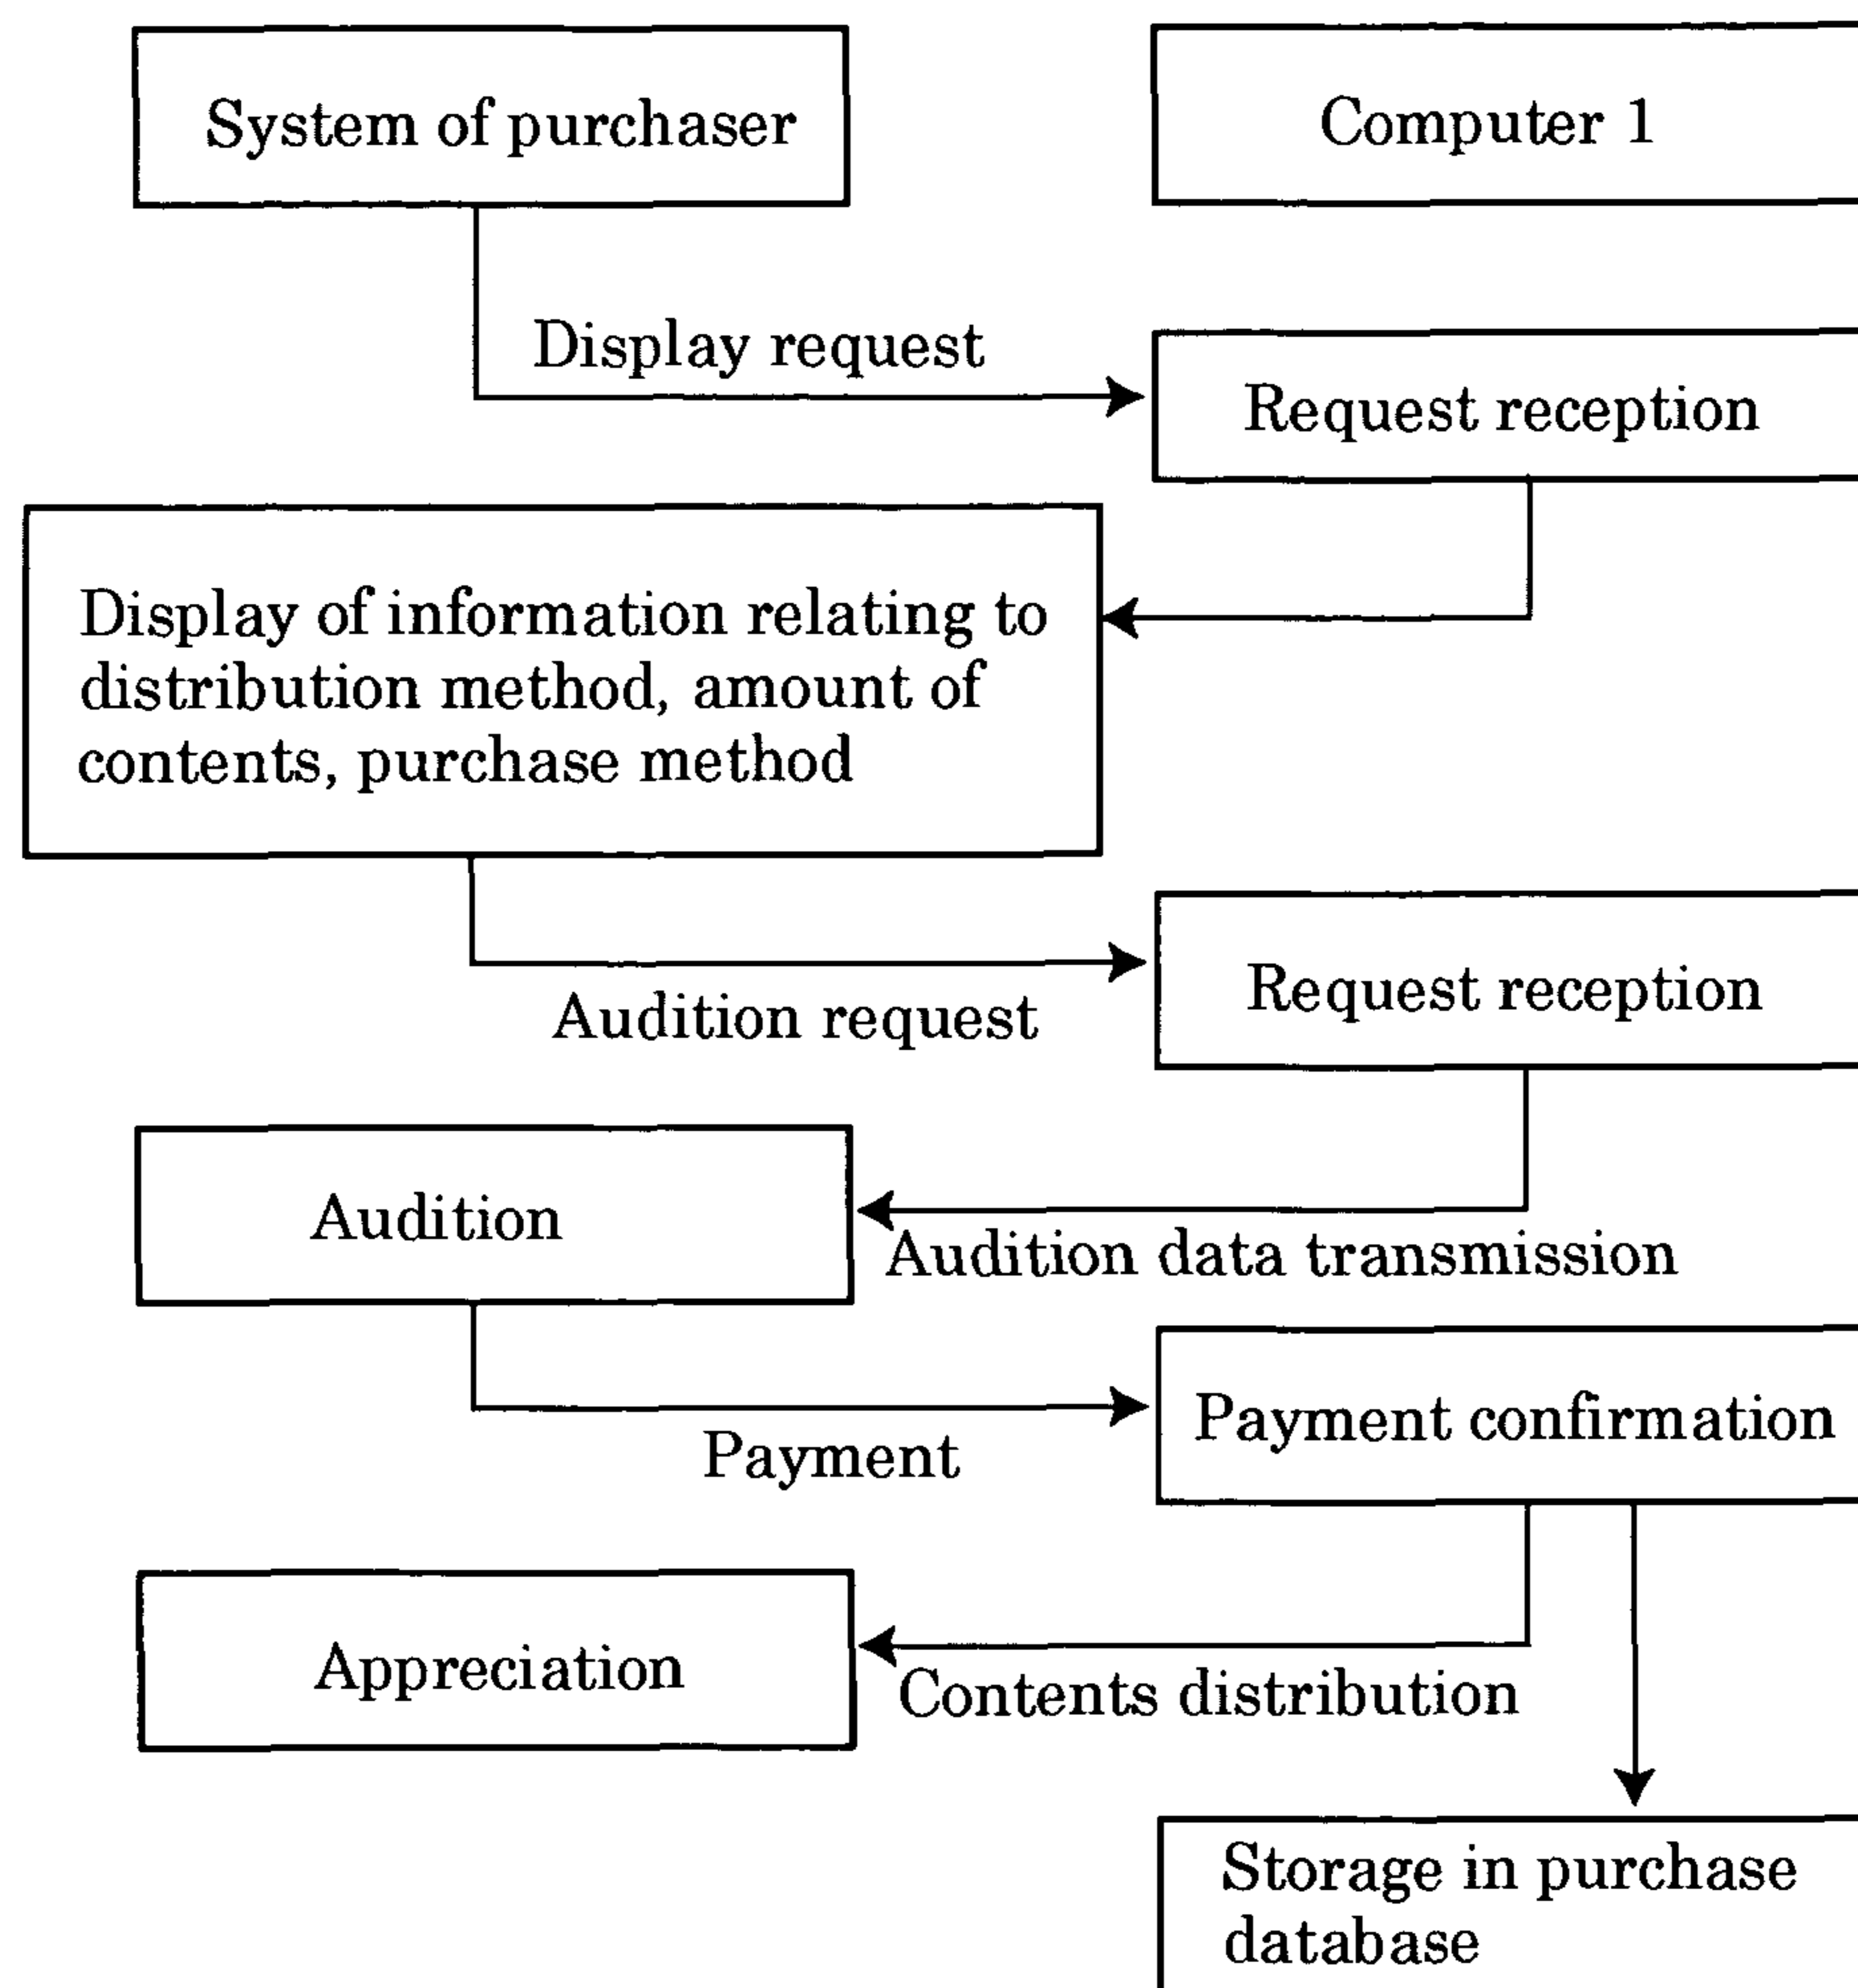 System of purchaser
Computer 1
Display request
Request reception
Display of information relating to
distribution method, amount of
contents, purchase method
Audition request
Request reception
Audition
Audition data transmission
Payment
Payment confirmation
Appreciation
Contents distribution
Storage in purchase
database